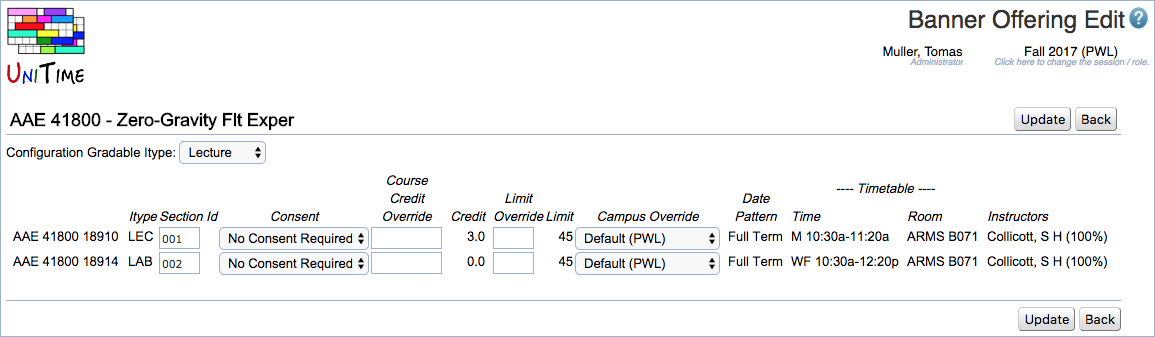 Banner Offering Edit ?
UNITIME
Muller, Tomas Fall 2017 (PWL)
Administrator Click here to change the session / role.
AAE 41800 - Zero-Gravity Flt Exper Update Back
Configuration Gradable Itype: Lecture
Course
Credit Limit Date ---- Timetable ----
Itype Section Id Consent Override Credit Override Limit Campus Override Pattern Time Room Instructors
AAE 41800 18910 LEC 001 No Consent Required 3.0 45 Default (PWL) Full Term M 10:30a-11:20a ARMS B071 Collicott, S H (100%)
AAE 41800 18914 LAB 002 No Consent Required 0.0 45 Default (PWL) Full Term WF 10:30a-12:20p ARMS B071 Collicott, S H (100%)
Update Back